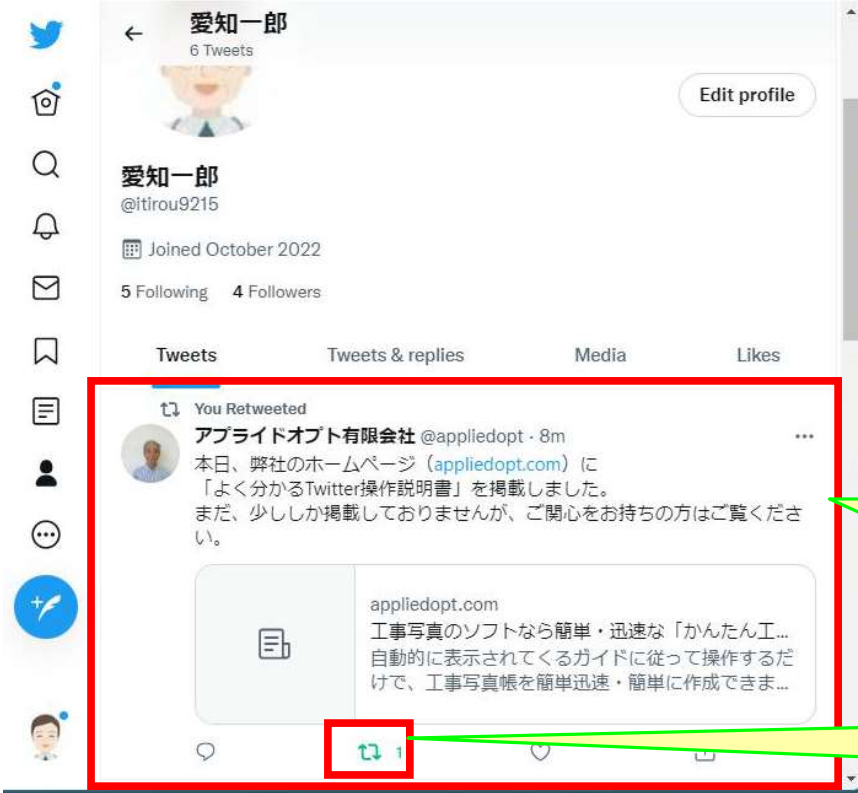 愛知一郎
6 Tweets
Edit profile
愛知一郎
@itirou9215
Joined October 2022
5 Following 4 Followers
Tweets Tweets & replies Media Likes
You Retweeted
アプライドオプト有限会社 @appliedopt · 8m
本日、弊社のホームページ（appliedopt.com）に
「よく分かるTwitter操作説明書」を掲載しました。
まだ、少ししか掲載しておりませんが、ご関心をお持ちの方はご覧くださ
い。
appliedopt.com
工事写真のソフトなら簡単・迅速な「かんたん工...
自動的に表示されてくるガイドに従って操作するだ
けで、工事写真帳を簡単迅速・簡単に作成できま...
1